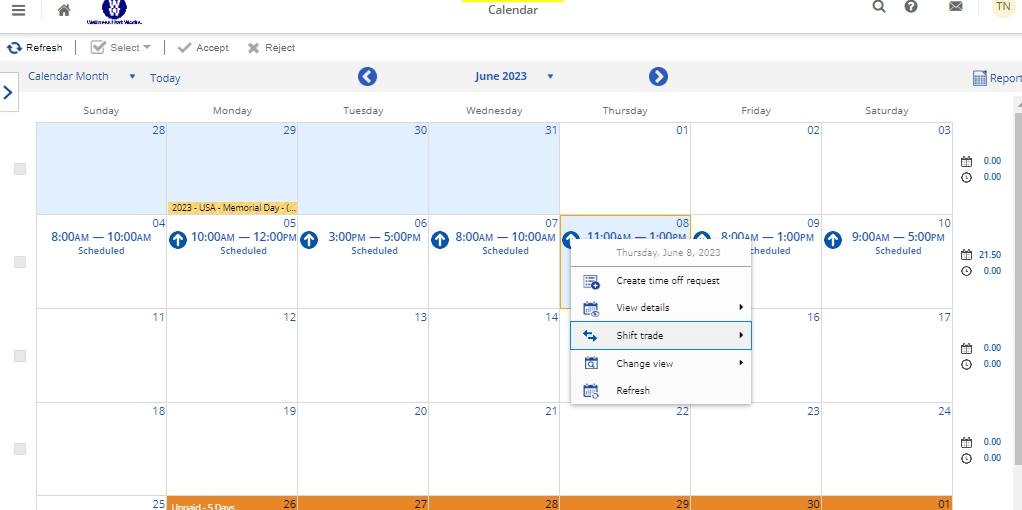 Calendar
TN
Wellness that Works.
Refresh
Select
Accept
Reject
Calendar Month
Today
June 2023
Report
Sunday
Monday
Tuesday
Wednesday
Thursday
Friday
Saturday
28
29
30
31
01
02
03
2023 - USA - Memorial Day - (...
0.00
0.00
04
05
06
07
08
09
10
8:00AM — 10:00AM
10:00AM — 12:00PM
3:00PM — 5:00PM
8:00AM — 10:00AM
11:00AM — 1:00PM
8:00AM — 1:00PM
9:00AM — 5:00PM
Scheduled
Scheduled
Scheduled
Scheduled
cheduled
Scheduled
21.50
0.00
Thursday, June 8, 2023
Create time off request
View details
Shift trade
Change view
Refresh
11
12
13
14
16
17
0.00
0.00
18
19
20
21
22
23
24
0.00
0.00
25
26
27
28
29
30
01
Unpaid - 5 Days